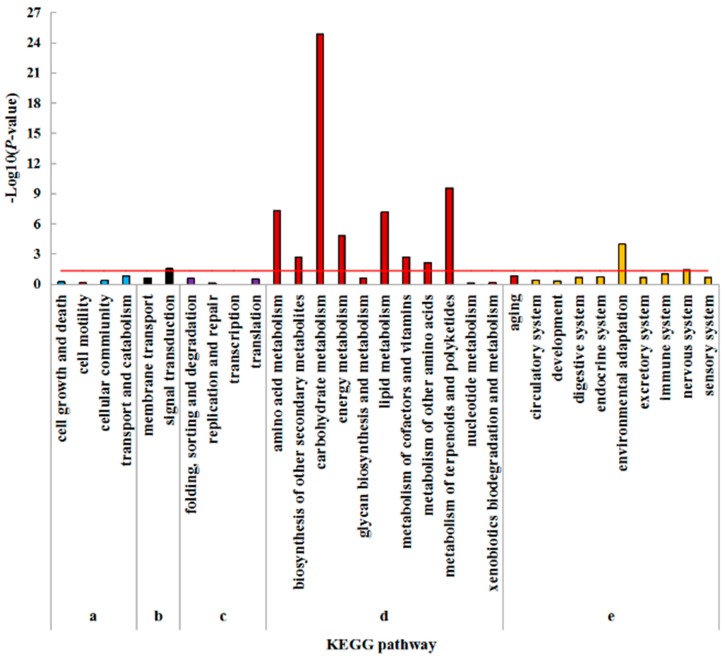 27
24
21
18
15
12
9
6
3
0
-Log10(P-value)
cell growth and death
cell motility
cellular commiunlty
transport and catabolism
membrane transport
signal transduction
folding, sorting and degradation
replication and repair
transcription
translation
amino acid metabolism
biosynthesis of other secondary metabolites
carbohydrate metabolism
energy metabolism
glycan biosynthesis and metabolism
lipid metabolism
metabolism of cofactors and vitamins
metabolism of other amino acids
metabolism of terpenoids and polyketides
nucleotide metabolism
xenobiotics biodegradation and metabolism
aging
circulatory system
development
digestive system
endocrine system
environmental adaptation
excretory system
immune system
nervous system
sensory system
a
b
c
d
e
KEGG pathway